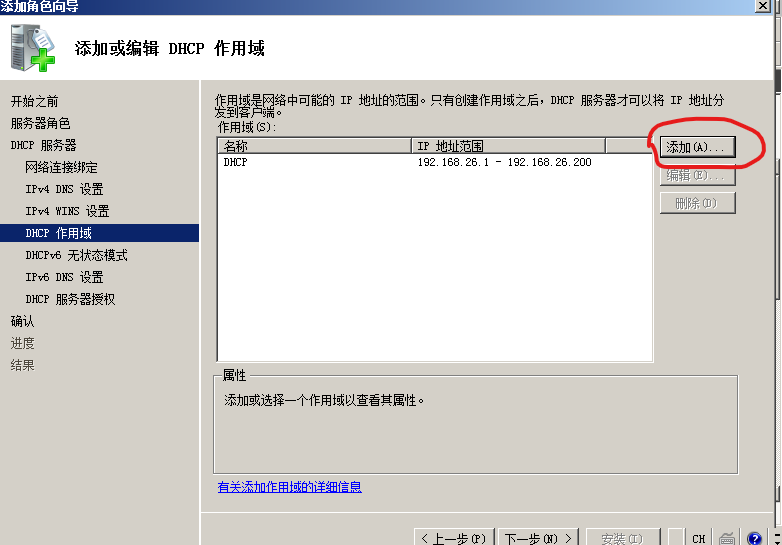 添加角色向导
添加或编辑 DHCP 作用域
开始之前
服务器角色
DHCP 服务器
网络连接绑定
IPv4 DNS 设置
IPv4 WINS 设置
DHCP 作用域
DHCPv6 无状态模式
IPv6 DNS 设置
DHCP 服务器授权
确认
进度
结果
作用域是网络中可能的 IP 地址的范围。只有创建作用域之后，DHCP 服务器才可以将 IP 地址分
发到客户端。
作用域(S):
名称 IP 地址范围
DHCP 192.168.26.1 - 192.168.26.200
添加(A)...
编辑(E)...
删除(D)
属性
添加或选择一个作用域以查看其属性。
有关添加作用域的详细信息
< 上一步(P) 下一步(N) > 安装(I) CH ?